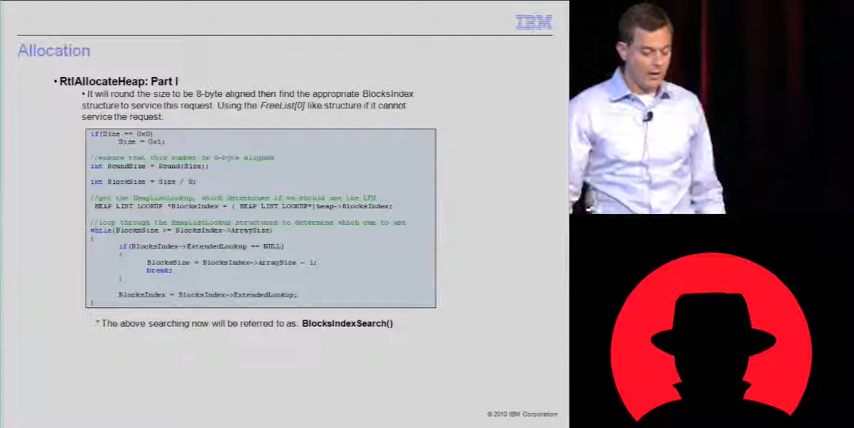 IBM
Allocation
• RtlAllocateHeap: Part i
• It will round the size to be 8-byte aligned then find the appropriate BlocksIndex
structure to service this request. Using the FreeList[0] like structure if it cannot
service the request.
if(Size == 0x0)
Size = 0x1;
//ensure that this number is 8-byte aligned
int RoundSize = Round(Size);
int BlockSize = Size / 8;
//get the HeapListLookup, which determines if we should use the LFH
_HEAP_LIST_LOOKUP *BlocksIndex = (_HEAP_LIST_LOOKUP*)heap->BlocksIndex;
//loop through the HeapListLookup structures to determine which one to use
while(BlocksSize >= BlocksIndex->ArraySize)
{
if(BlocksIndex->ExtendedLookup == NULL)
{
BlocksSize = BlocksIndex->ArraySize - 1;
break;
}
BlocksIndex = BlocksIndex->ExtendedLookup;
}
* The above searching now will be referred to as: BlocksIndexSearch()
© 2010 IBM Corporation